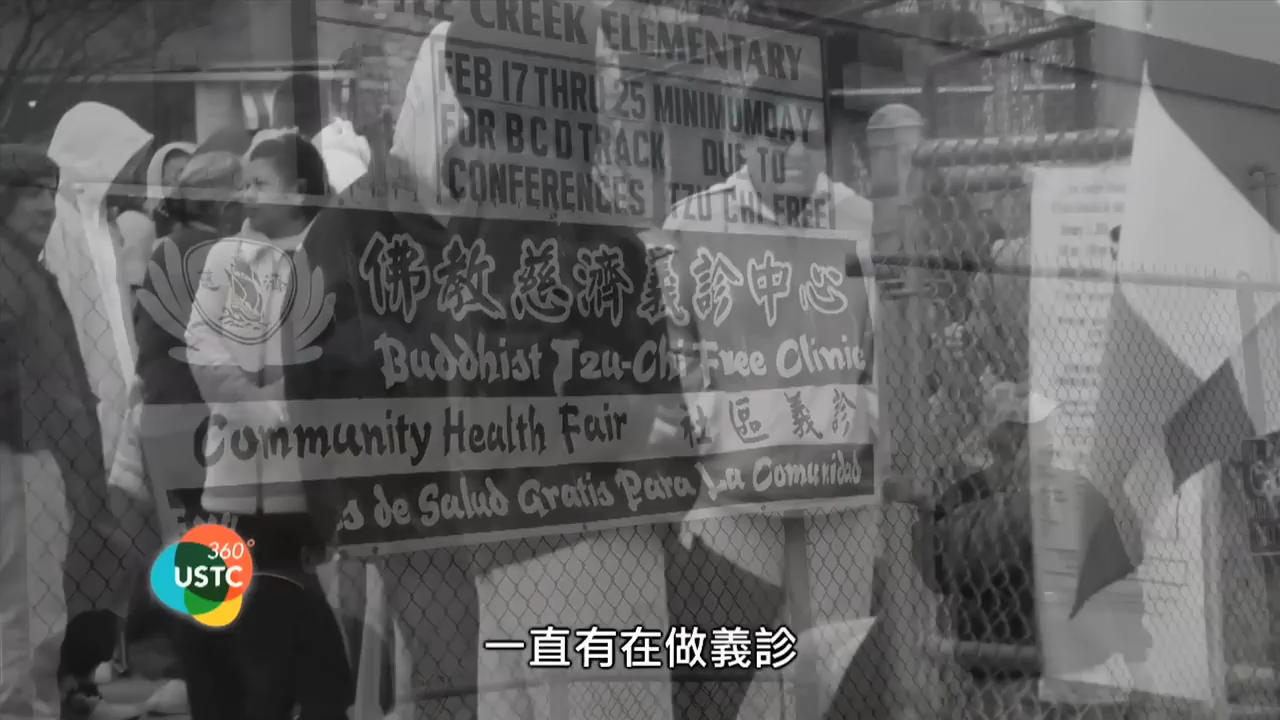 CREEK ELEMENTARY
FEB 17 THRU 25 MINIMUMDAY
FOR B C D TRACK DUE TO
CONFERENCES TZU CHI FREE
佛教慈濟義診中心
Buddhist Tzu-Chi Free Clinic
Community Health Fair 社區義診
de Salud Gratis Para La Comunidad
360°
USTC
一直有在做義診